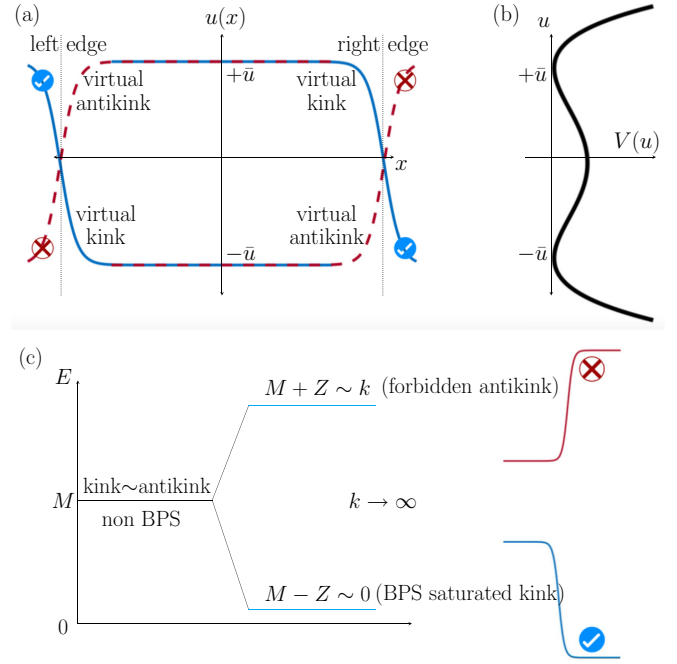 (a)
u(x)
(b)
u
left edge
right edge
virtual
antikink
+ū
virtual
kink
+ū
x
V(u)
virtual
kink
virtual
antikink
−ū
−ū
(c)
E
M + Z ∼ k (forbidden antikink)
kink∼antikink
M
non BPS
k → ∞
M − Z ∼ 0 (BPS saturated kink)
0